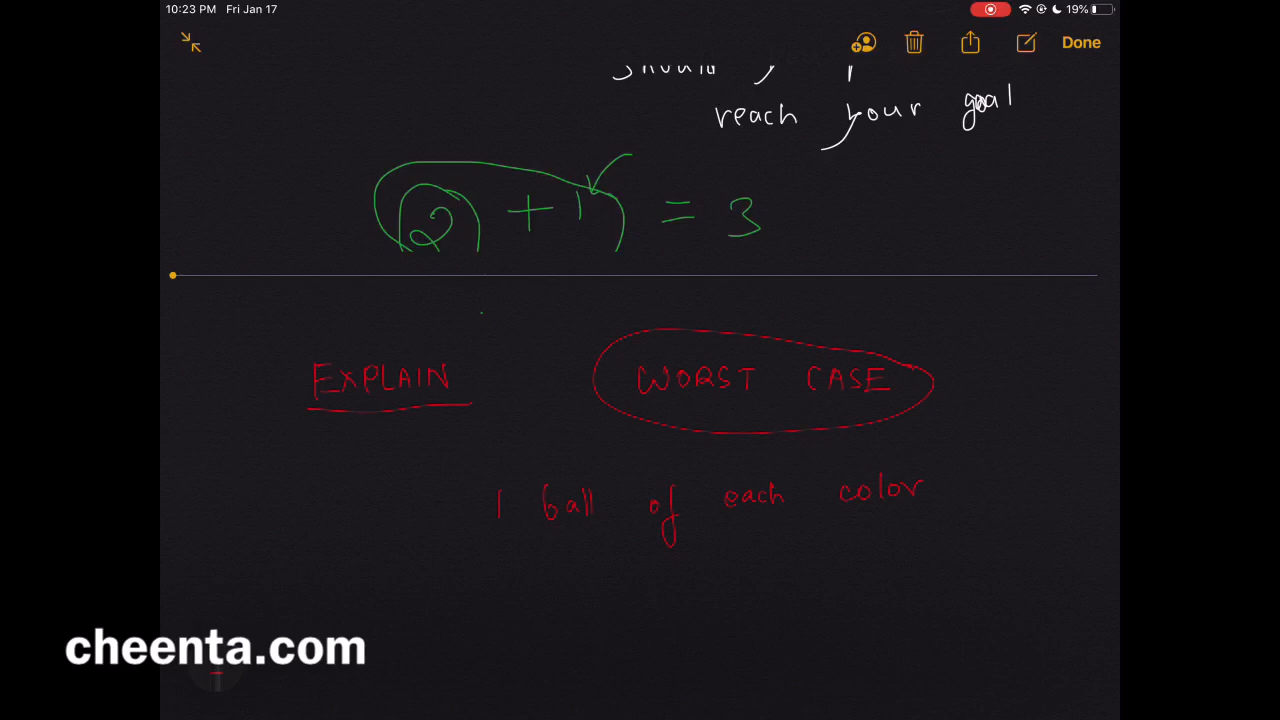 10:23 PM Fri Jan 17
19%
Done
should
reach your goal
2 + 1 = 3
EXPLAIN WORST CASE
1 ball of each color
cheenta.com